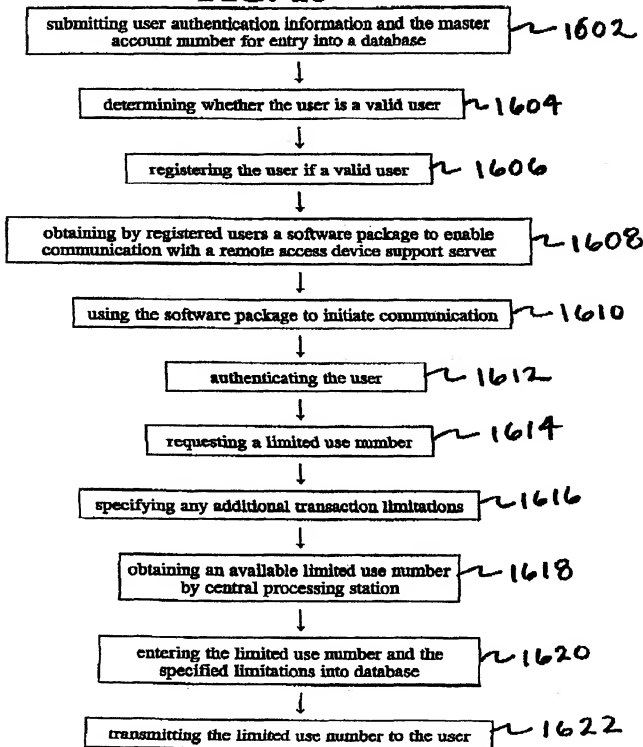 submitting user authentication information and the master
account number for entry into a database
1602
determining whether the user is a valid user
1604
registering the user if a valid user
1606
obtaining by registered users a software package to enable
communication with a remote access device support server
1608
using the software package to initiate communication
1610
authenticating the user
1612
requesting a limited use number
1614
specifying any additional transaction limitations
1616
obtaining an available limited use number
by central processing station
1618
entering the limited use number and the
specified limitations into database
1620
transmitting the limited use number to the user
1622